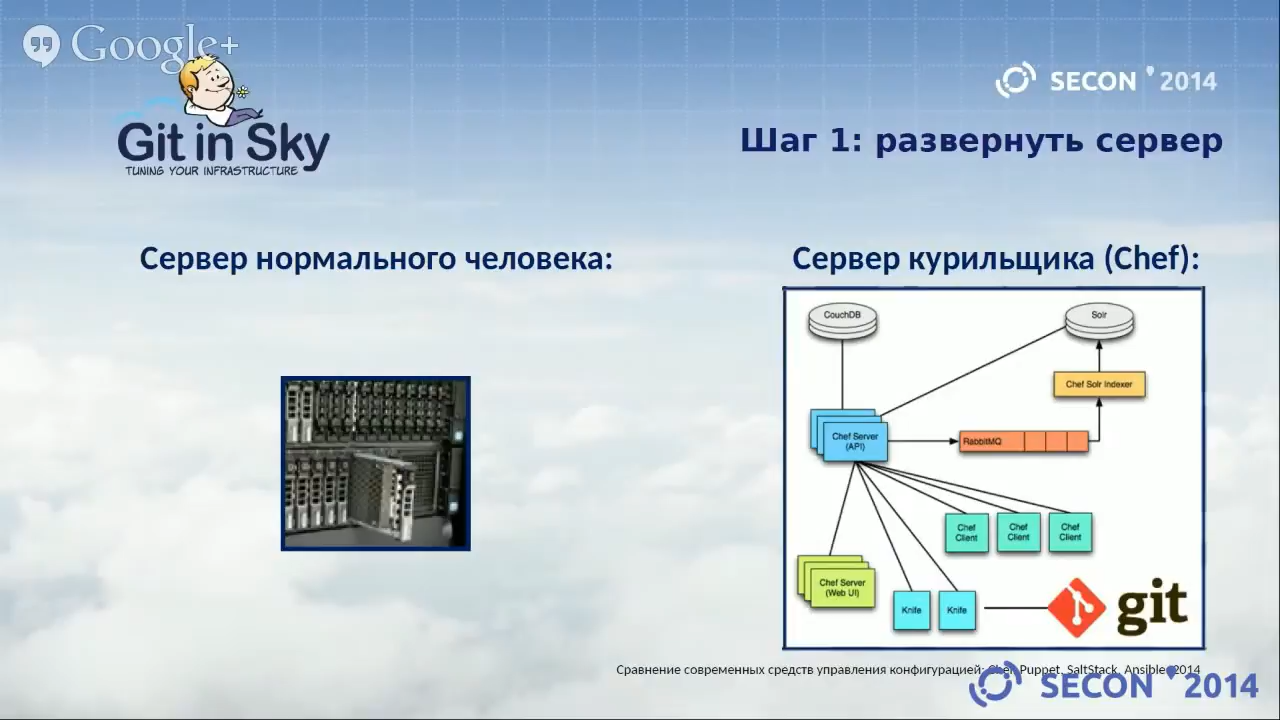 Google+
SECON 2014
Git in Sky
TUNING YOUR INFRASTRUCTURE
Шаг 1: развернуть сервер
Сервер нормального человека:
Сервер курильщика (Chef):
CouchDB
Solr
Chef Solr Indexer
Chef Server
(API)
RabbitMQ
Chef
Client
Chef
Client
Chef
Client
Chef Server
(Web UI)
Knife
Knife
git
Сравнение современных средств управления конфигурацией: Chef, Puppet, SaltStack, Ansible, 2014
SECON 2014